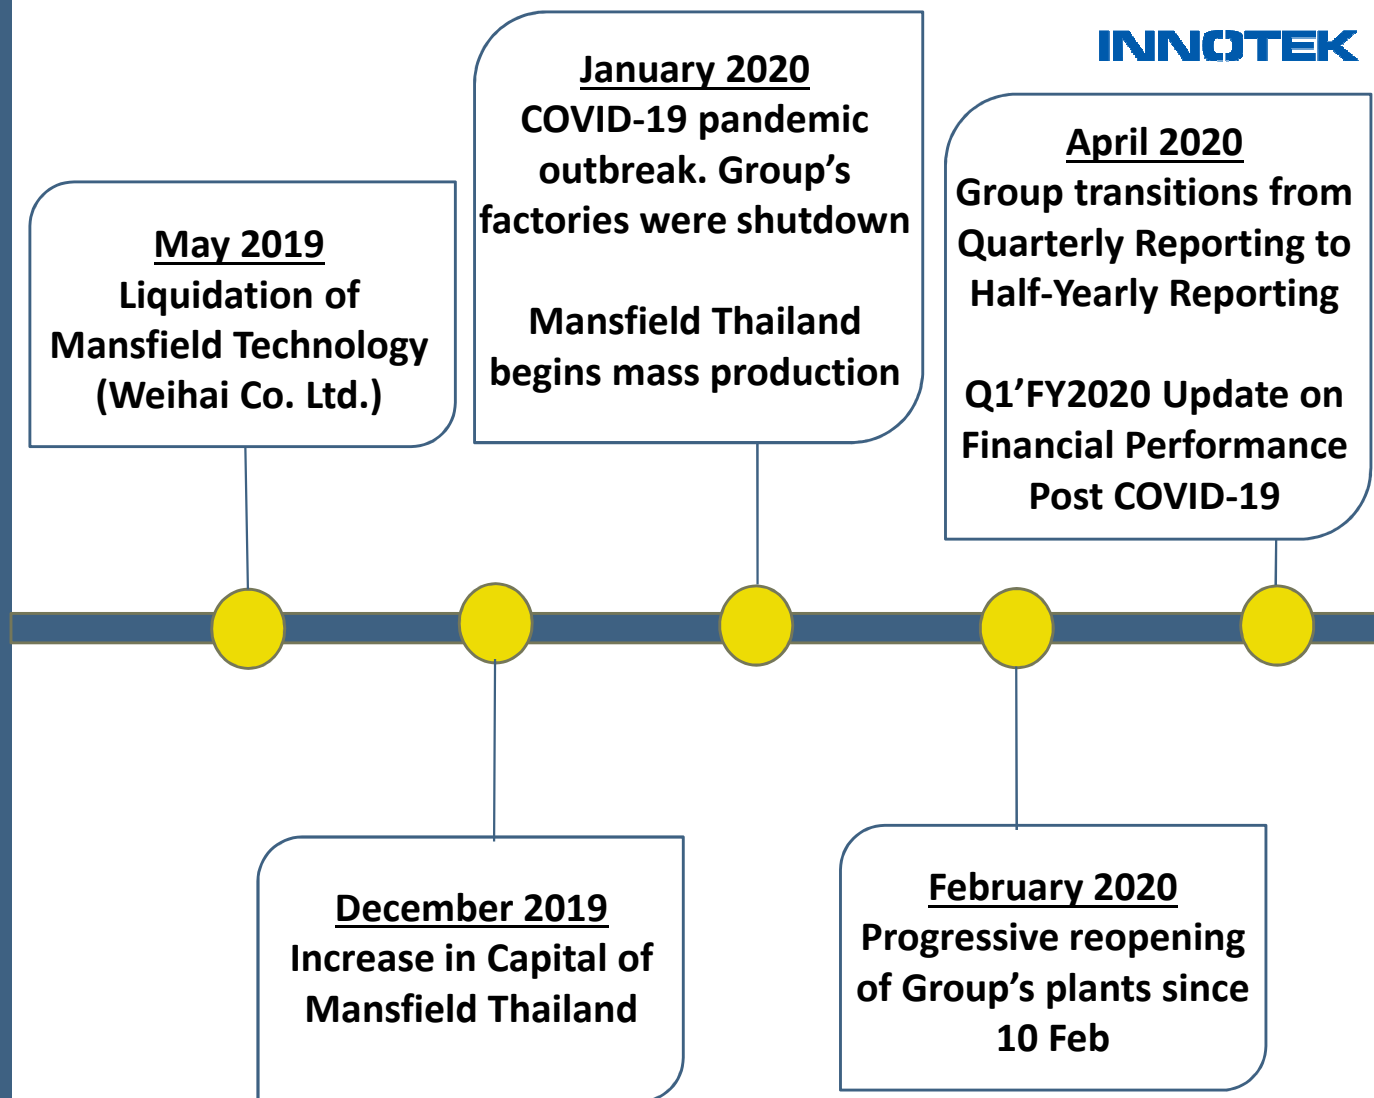 INNOTEK
May 2019
Liquidation of
Mansfield Technology
(Weihai Co. Ltd.)
December 2019
Increase in Capital of
Mansfield Thailand
January 2020
COVID-19 pandemic
outbreak. Group’s
factories were shutdown
Mansfield Thailand
begins mass production
February 2020
Progressive reopening
of Group’s plants since
10 Feb
April 2020
Group transitions from
Quarterly Reporting to
Half-Yearly Reporting
Q1’FY2020 Update on
Financial Performance
Post COVID-19